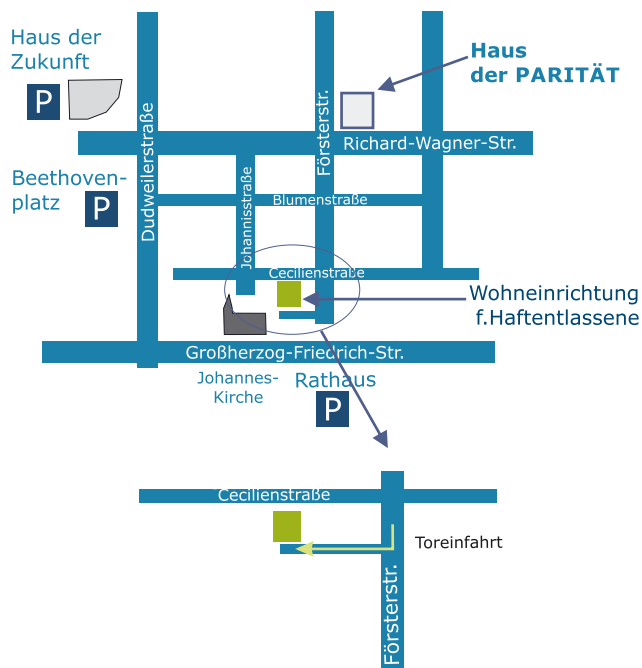 Haus der
Zukunft
P
Haus
der PARITÄT
Dudweilerstraße
Försterstr.
Richard-Wagner-Str.
Beethoven-
platz
P
Johannisstraße
Blumenstraße
Cecilienstraße
Wohneinrichtung
f.Haftentlassene
Großherzog-Friedrich-Str.
Johannes-
Kirche
Rathaus
P
Cecilienstraße
Toreinfahrt
Försterstr.